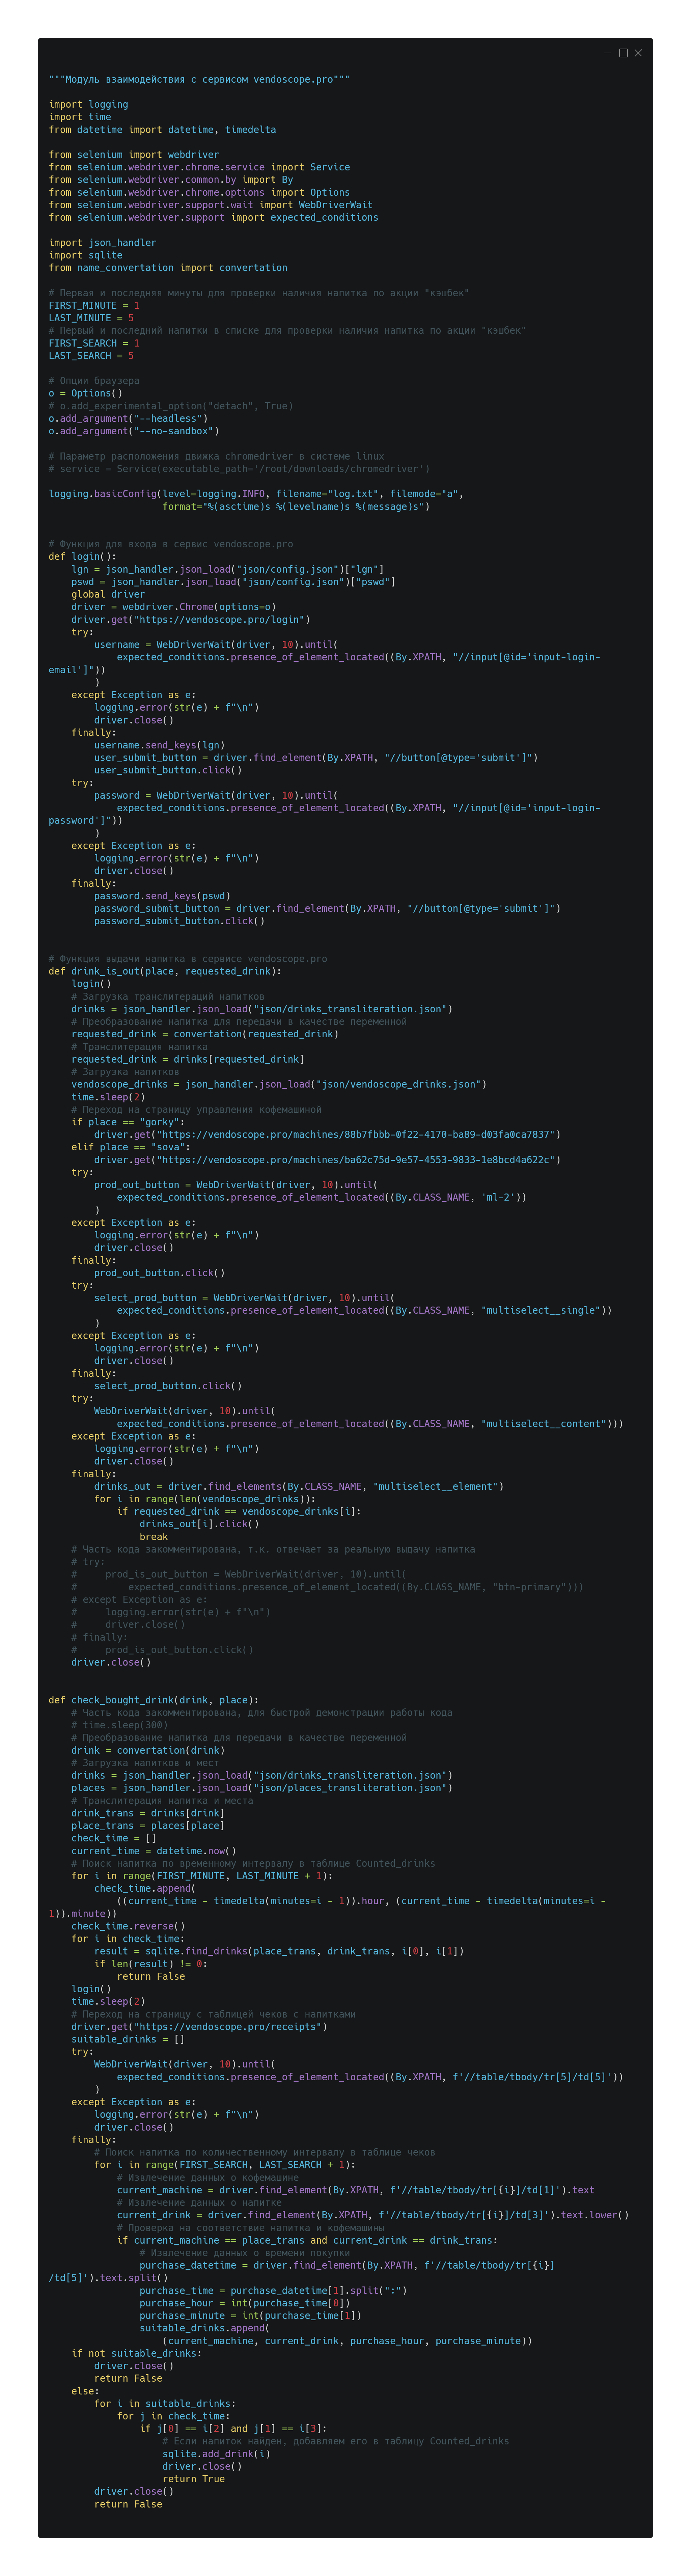 """Модуль взаимодействия с сервисом vendoscope.pro"""

import logging
import time
from datetime import datetime, timedelta

from selenium import webdriver
from selenium.webdriver.chrome.service import Service
from selenium.webdriver.common.by import By
from selenium.webdriver.chrome.options import Options
from selenium.webdriver.support.wait import WebDriverWait
from selenium.webdriver.support import expected_conditions

import json_handler
import sqlite
from name_convertation import convertation

# Первая и последняя минуты для проверки наличия напитка по акции "кэшбек"
FIRST_MINUTE = 1
LAST_MINUTE = 5
# Первый и последний напитки в списке для проверки наличия напитка по акции "кэшбек"
FIRST_SEARCH = 1
LAST_SEARCH = 5

# Опции браузера
o = Options()
# o.add_experimental_option("detach", True)
o.add_argument("--headless")
o.add_argument("--no-sandbox")

# Параметр расположения движка chromedriver в системе linux
# service = Service(executable_path='/root/downloads/chromedriver')

logging.basicConfig(level=logging.INFO, filename="log.txt", filemode="a",
                    format="%(asctime)s %(levelname)s %(message)s")


# Функция для входа в сервис vendoscope.pro
def login():
    lgn = json_handler.json_load("json/config.json")["lgn"]
    pswd = json_handler.json_load("json/config.json")["pswd"]
    global driver
    driver = webdriver.Chrome(options=o)
    driver.get("https://vendoscope.pro/login")
    try:
        username = WebDriverWait(driver, 10).until(
            expected_conditions.presence_of_element_located((By.XPATH, "//input[@id='input-login-
email']"))
        )
    except Exception as e:
        logging.error(str(e) + f"\n")
        driver.close()
    finally:
        username.send_keys(lgn)
        user_submit_button = driver.find_element(By.XPATH, "//button[@type='submit']")
        user_submit_button.click()
    try:
        password = WebDriverWait(driver, 10).until(
            expected_conditions.presence_of_element_located((By.XPATH, "//input[@id='input-login-
password']"))
        )
    except Exception as e:
        logging.error(str(e) + f"\n")
        driver.close()
    finally:
        password.send_keys(pswd)
        password_submit_button = driver.find_element(By.XPATH, "//button[@type='submit']")
        password_submit_button.click()


# Функция выдачи напитка в сервисе vendoscope.pro
def drink_is_out(place, requested_drink):
    login()
    # Загрузка транслитераций напитков
    drinks = json_handler.json_load("json/drinks_transliteration.json")
    # Преобразование напитка для передачи в качестве переменной
    requested_drink = convertation(requested_drink)
    # Транслитерация напитка
    requested_drink = drinks[requested_drink]
    # Загрузка напитков
    vendoscope_drinks = json_handler.json_load("json/vendoscope_drinks.json")
    time.sleep(2)
    # Переход на страницу управления кофемашиной
    if place == "gorky":
        driver.get("https://vendoscope.pro/machines/88b7fbbb-0f22-4170-ba89-d03fa0ca7837")
    elif place == "sova":
        driver.get("https://vendoscope.pro/machines/ba62c75d-9e57-4553-9833-1e8bcd4a622c")
    try:
        prod_out_button = WebDriverWait(driver, 10).until(
            expected_conditions.presence_of_element_located((By.CLASS_NAME, 'ml-2'))
        )
    except Exception as e:
        logging.error(str(e) + f"\n")
        driver.close()
    finally:
        prod_out_button.click()
    try:
        select_prod_button = WebDriverWait(driver, 10).until(
            expected_conditions.presence_of_element_located((By.CLASS_NAME, "multiselect__single"))
        )
    except Exception as e:
        logging.error(str(e) + f"\n")
        driver.close()
    finally:
        select_prod_button.click()
    try:
        WebDriverWait(driver, 10).until(
            expected_conditions.presence_of_element_located((By.CLASS_NAME, "multiselect__content")))
    except Exception as e:
        logging.error(str(e) + f"\n")
        driver.close()
    finally:
        drinks_out = driver.find_elements(By.CLASS_NAME, "multiselect__element")
        for i in range(len(vendoscope_drinks)):
            if requested_drink == vendoscope_drinks[i]:
                drinks_out[i].click()
                break
    # Часть кода закомментирована, т.к. отвечает за реальную выдачу напитка
    # try:
    #     prod_is_out_button = WebDriverWait(driver, 10).until(
    #         expected_conditions.presence_of_element_located((By.CLASS_NAME, "btn-primary")))
    # except Exception as e:
    #     logging.error(str(e) + f"\n")
    #     driver.close()
    # finally:
    #     prod_is_out_button.click()
    driver.close()


def check_bought_drink(drink, place):
    # Часть кода закомментирована, для быстрой демонстрации работы кода
    # time.sleep(300)
    # Преобразование напитка для передачи в качестве переменной
    drink = convertation(drink)
    # Загрузка напитков и мест
    drinks = json_handler.json_load("json/drinks_transliteration.json")
    places = json_handler.json_load("json/places_transliteration.json")
    # Транслитерация напитка и места
    drink_trans = drinks[drink]
    place_trans = places[place]
    check_time = []
    current_time = datetime.now()
    # Поиск напитка по временному интервалу в таблице Counted_drinks
    for i in range(FIRST_MINUTE, LAST_MINUTE + 1):
        check_time.append(
            ((current_time - timedelta(minutes=i - 1)).hour, (current_time - timedelta(minutes=i -
1)).minute))
    check_time.reverse()
    for i in check_time:
        result = sqlite.find_drinks(place_trans, drink_trans, i[0], i[1])
        if len(result) != 0:
            return False
    login()
    time.sleep(2)
    # Переход на страницу с таблицей чеков с напитками
    driver.get("https://vendoscope.pro/receipts")
    suitable_drinks = []
    try:
        WebDriverWait(driver, 10).until(
            expected_conditions.presence_of_element_located((By.XPATH, f'//table/tbody/tr[5]/td[5]'))
        )
    except Exception as e:
        logging.error(str(e) + f"\n")
        driver.close()
    finally:
        # Поиск напитка по количественному интервалу в таблице чеков
        for i in range(FIRST_SEARCH, LAST_SEARCH + 1):
            # Извлечение данных о кофемашине
            current_machine = driver.find_element(By.XPATH, f'//table/tbody/tr[{i}]/td[1]').text
            # Извлечение данных о напитке
            current_drink = driver.find_element(By.XPATH, f'//table/tbody/tr[{i}]/td[3]').text.lower()
            # Проверка на соответствие напитка и кофемашины
            if current_machine == place_trans and current_drink == drink_trans:
                # Извлечение данных о времени покупки
                purchase_datetime = driver.find_element(By.XPATH, f'//table/tbody/tr[{i}]
/td[5]').text.split()
                purchase_time = purchase_datetime[1].split(":")
                purchase_hour = int(purchase_time[0])
                purchase_minute = int(purchase_time[1])
                suitable_drinks.append(
                    (current_machine, current_drink, purchase_hour, purchase_minute))
    if not suitable_drinks:
        driver.close()
        return False
    else:
        for i in suitable_drinks:
            for j in check_time:
                if j[0] == i[2] and j[1] == i[3]:
                    # Если напиток найден, добавляем его в таблицу Counted_drinks
                    sqlite.add_drink(i)
                    driver.close()
                    return True
        driver.close()
        return False